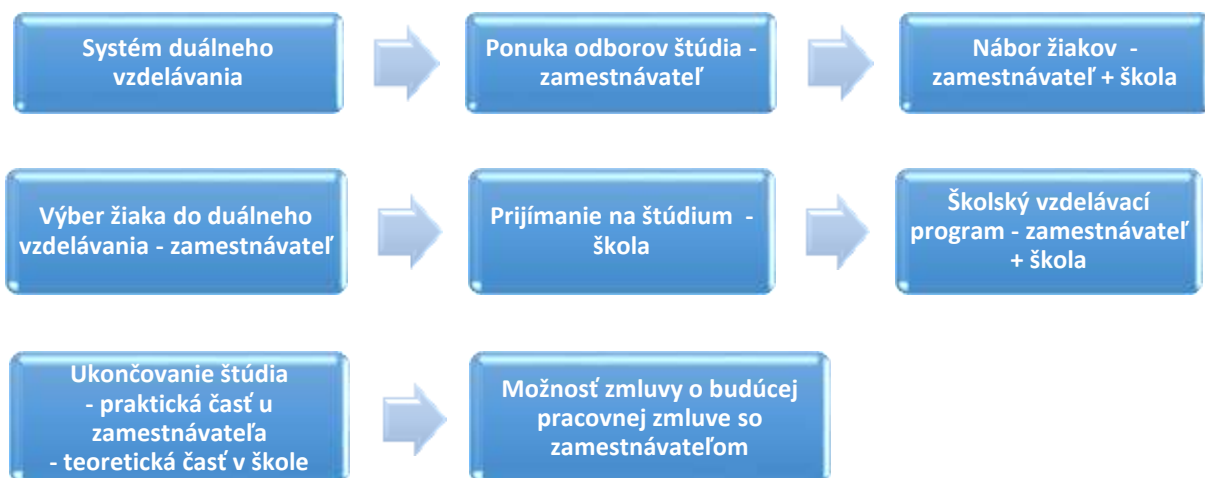 Systém duálneho
vzdelávania
Ponuka odborov štúdia -
zamestnávateľ
Nábor žiakov -
zamestnávateľ + škola
Výber žiaka do duálneho
vzdelávania - zamestnávateľ
Prijímanie na štúdium -
škola
Školský vzdelávací
program - zamestnávateľ
+ škola
Ukončovanie štúdia
- praktická časť u
zamestnávateľa
- teoretická časť v škole
Možnosť zmluvy o budúcej
pracovnej zmluve so
zamestnávateľom